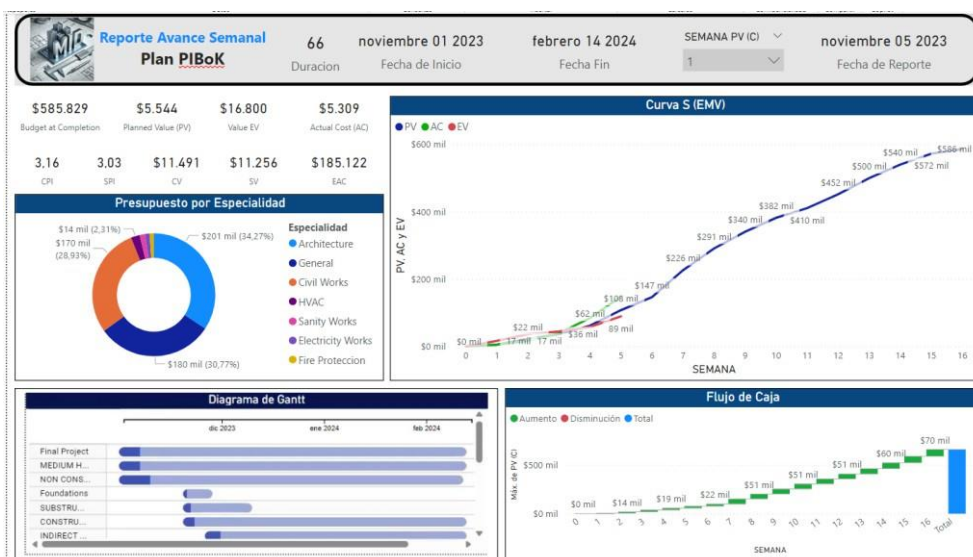 Reporte Avance Semanal
Plan PIBoK
66
Duracion
noviembre 01 2023
Fecha de Inicio
febrero 14 2024
Fecha Fin
SEMANA PV (C)
1
noviembre 05 2023
Fecha de Reporte
$585.829
Budget at Completion
$5.544
Planned Value (PV)
$16.800
Value EV
$5.309
Actual Cost (AC)
3,16
CPI
3,03
SPI
$11.491
CV
$11.256
SV
$185.122
EAC
Presupuesto por Especialidad
$14 mil (2,31%)
$170 mil
(28,93%)
$201 mil (34,27%)
$180 mil (30,77%)
Especialidad
Architecture
General
Civil Works
HVAC
Sanity Works
Electricity Works
Fire Proteccion
Curva S (EMV)
PV AC EV
PV, AC y EV
$600 mil
$400 mil
$200 mil
$0 mil
$0 mil
17 mil
$22 mil
17 mil
$36 mil
$62 mil
$108 mil
89 mil
$147 mil
$226 mil
$291 mil
$340 mil
$382 mil
$410 mil
$452 mil
$500 mil
$540 mil
$572 mil
$586 mil
0 1 2 3 4 5 6 7 8 9 10 11 12 13 14 15 16
SEMANA
Diagrama de Gantt
dic 2023 ene 2024 feb 2024
Final Project
MEDIUM H...
NON CONS...
Foundations
SUBSTRU...
CONSTRU...
INDIRECT ...
Flujo de Caja
Aumento Disminución Total
Máx. de PV (C)
$500 mil
$0 mil
$0 mil
$14 mil
$19 mil
$22 mil
$51 mil
$51 mil
$51 mil
$60 mil
$70 mil
0 1 2 3 4 5 6 7 8 9 10 11 12 13 14 15 16 Total
SEMANA